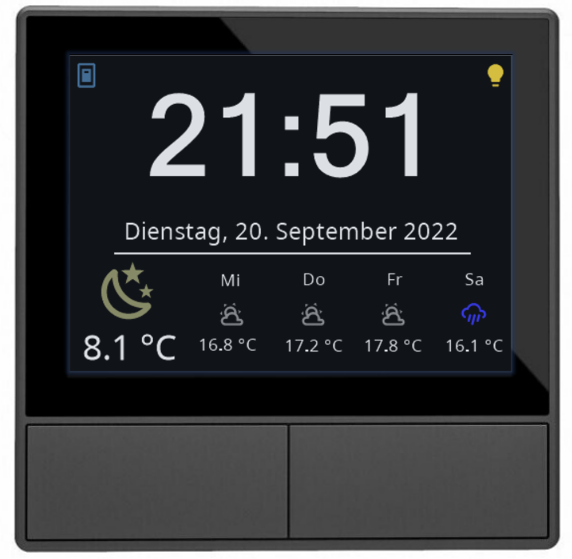 21:51
Dienstag, 20. September 2022
Mi Do Fr Sa
8.1 °C 16.8 °C 17.2 °C 17.8 °C 16.1 °C